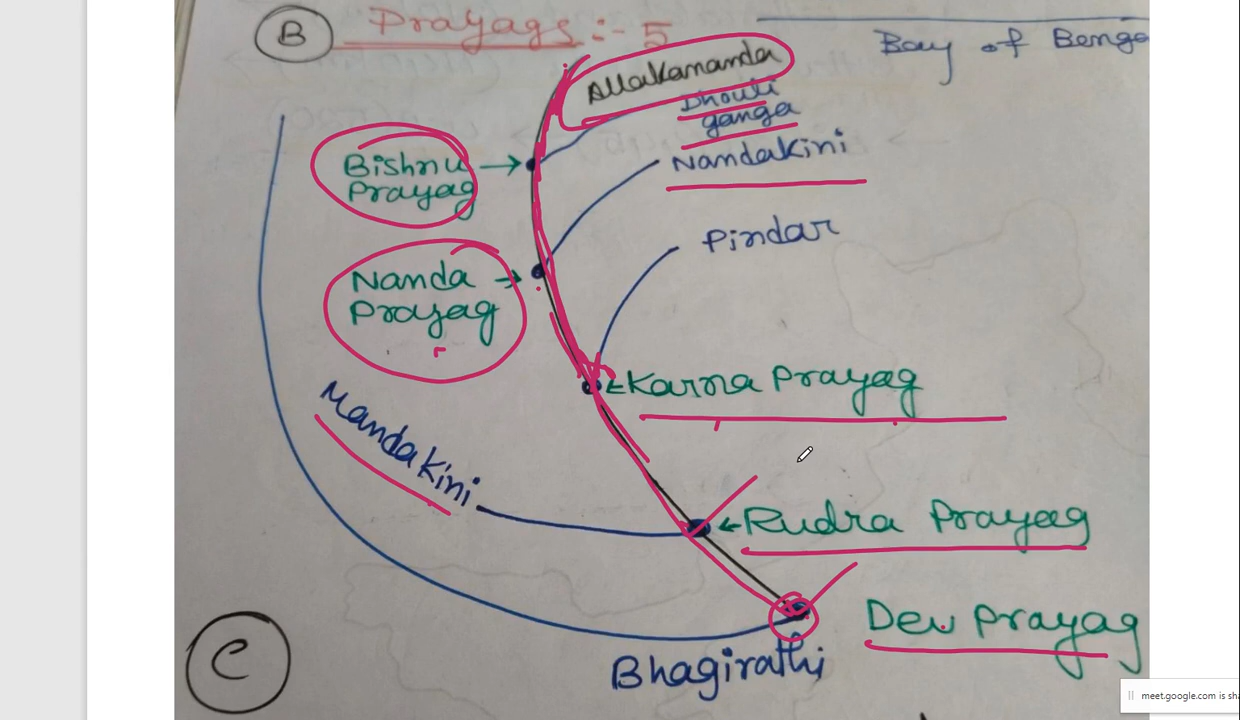 B
Prayags :- 5
Bay of Benga
Allakananda
Dhouli
ganga
Nandakini
Bishnu
Prayag
Pindar
Nanda
Prayag
Karna Prayag
Mandakini
Rudra Prayag
Dev Prayag
Bhagirathi
C
meet.google.com is sha